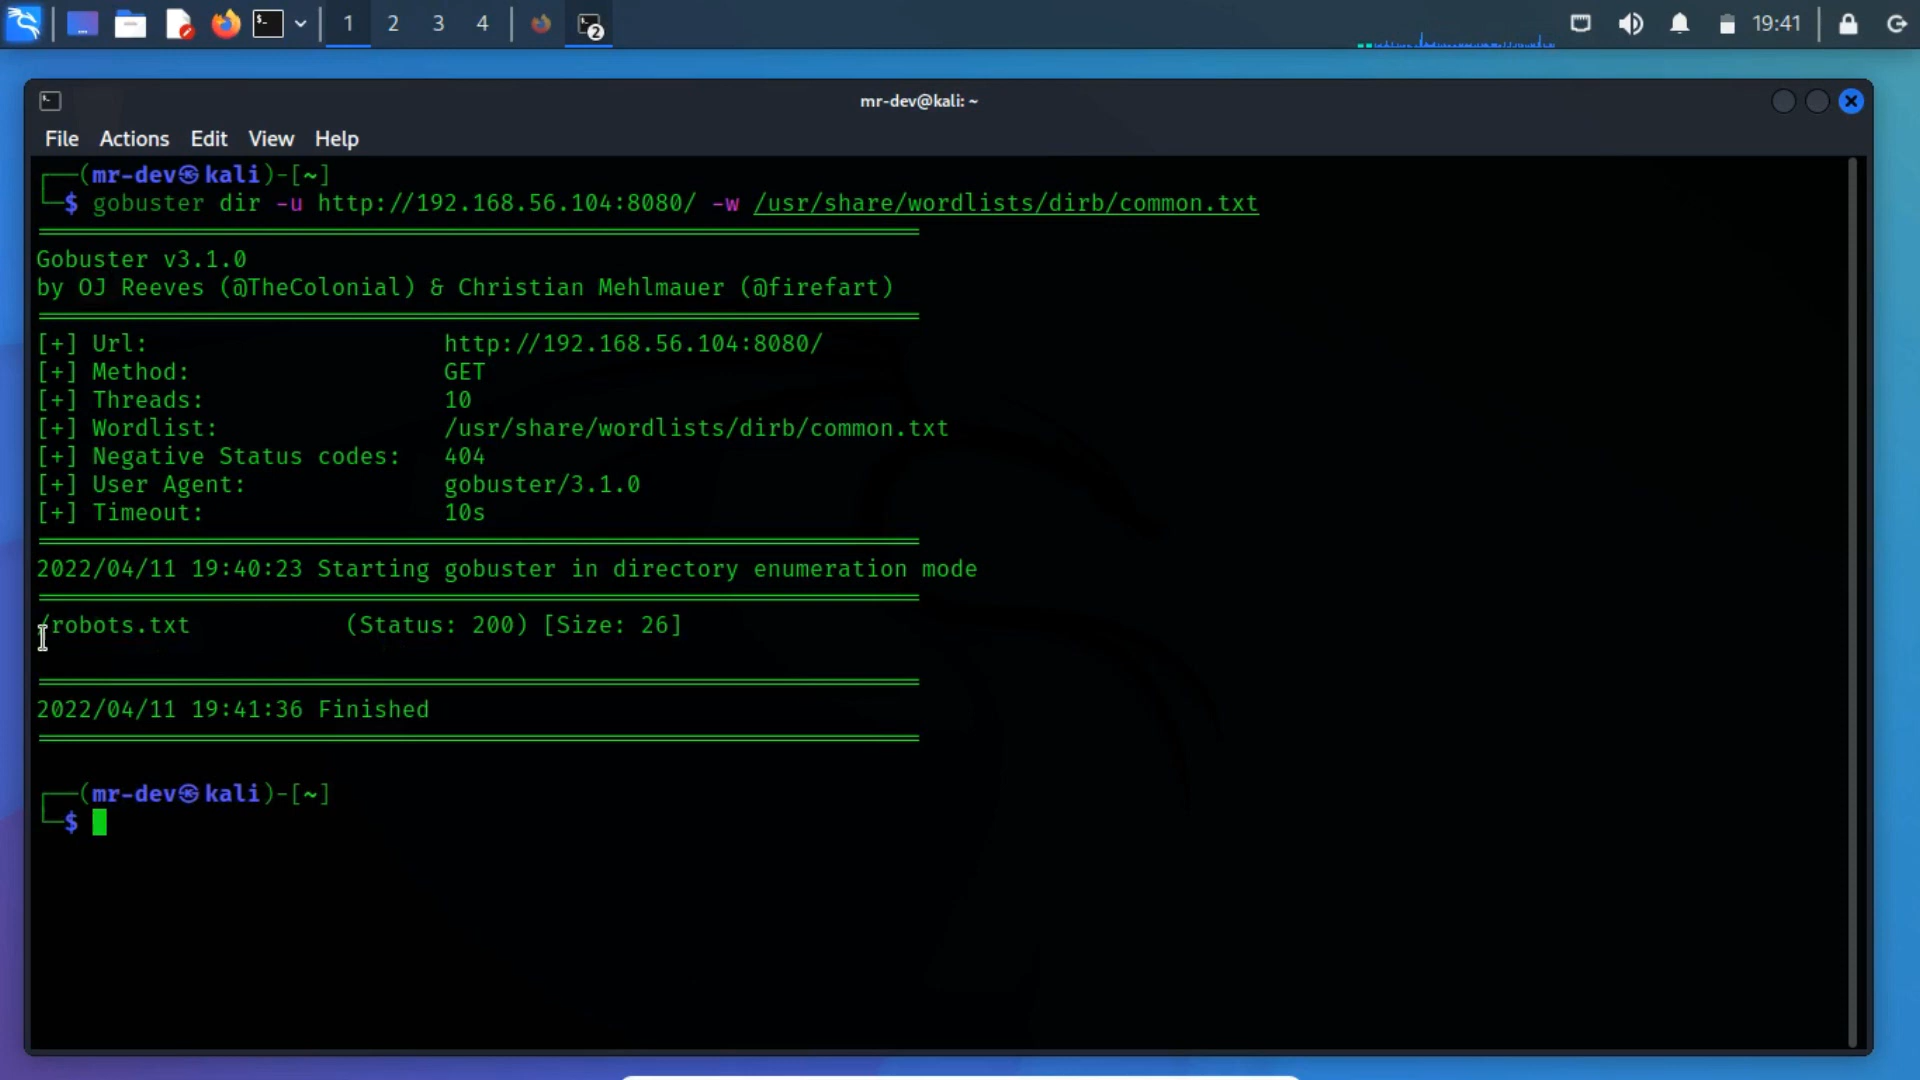 1 2 3 4 2 19:41
mr-dev@kali: ~
File Actions Edit View Help
┌──(mr-dev㉿kali)-[~]
└─$ gobuster dir -u http://192.168.56.104:8080/ -w /usr/share/wordlists/dirb/common.txt
===============================================================
Gobuster v3.1.0
by OJ Reeves (@TheColonial) & Christian Mehlmauer (@firefart)
===============================================================
[+] Url:                     http://192.168.56.104:8080/
[+] Method:                  GET
[+] Threads:                 10
[+] Wordlist:                /usr/share/wordlists/dirb/common.txt
[+] Negative Status codes:   404
[+] User Agent:              gobuster/3.1.0
[+] Timeout:                 10s
===============================================================
2022/04/11 19:40:23 Starting gobuster in directory enumeration mode
===============================================================
/robots.txt           (Status: 200) [Size: 26]
===============================================================
2022/04/11 19:41:36 Finished
===============================================================
┌──(mr-dev㉿kali)-[~]
└─$